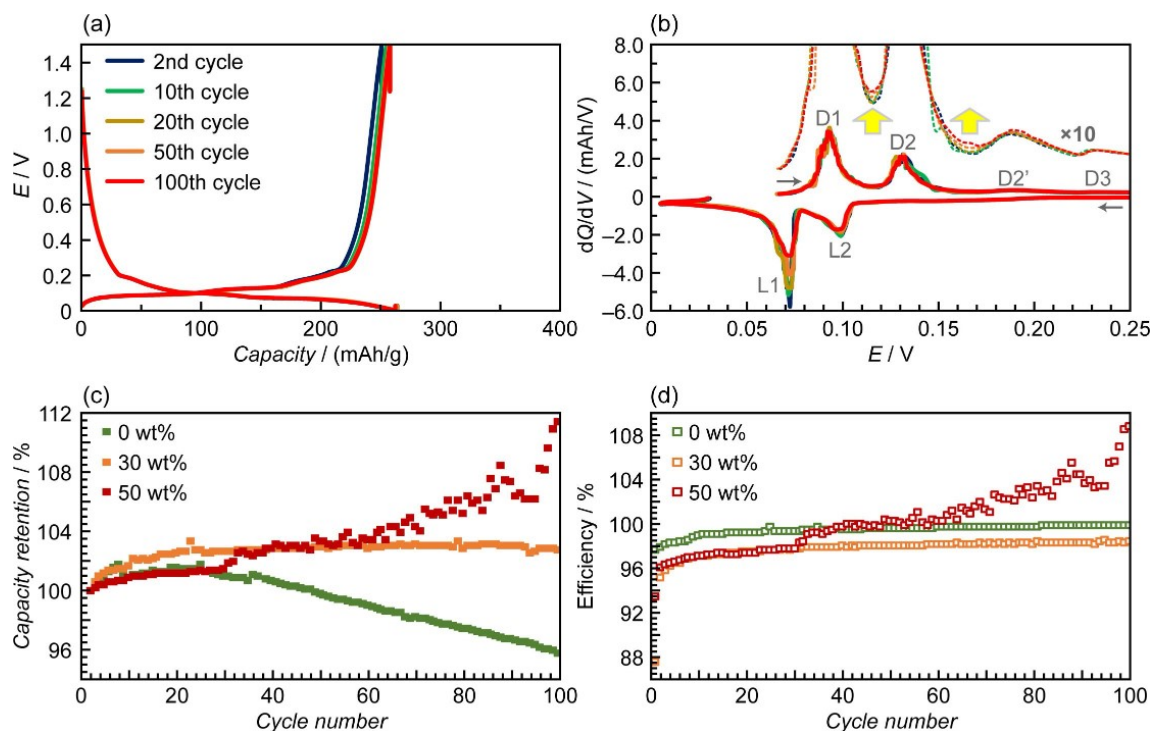 (a)
1.4
1.2
1.0
0.8
0.6
0.4
0.2
0
E / V
2nd cycle
10th cycle
20th cycle
50th cycle
100th cycle
0 100 200 300 400
Capacity / (mAh/g)
(b)
8.0
6.0
4.0
2.0
0
–2.0
–4.0
–6.0
dQ/dV / (mAh/V)
D1
D2
×10
D2'
D3
L1
L2
0 0.05 0.10 0.15 0.20 0.25
E / V
(c)
112
108
104
100
96
Capacity retention / %
0 wt%
30 wt%
50 wt%
0 20 40 60 80 100
Cycle number
(d)
108
104
100
96
92
88
Efficiency / %
0 wt%
30 wt%
50 wt%
0 20 40 60 80 100
Cycle number